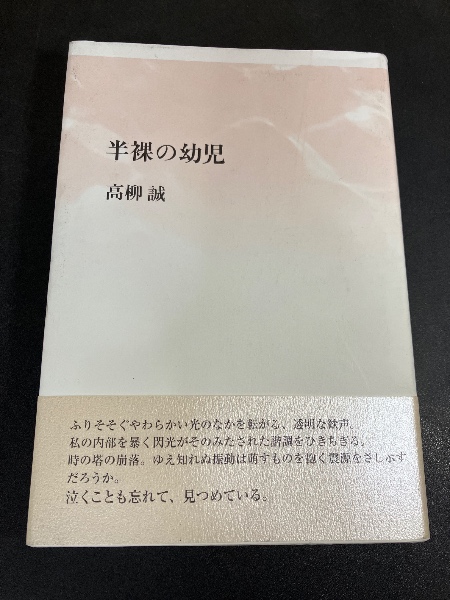 半裸の幼児
高柳 誠
ふりそそぐやわらかい光のなかを転がる、透明な歓声。
私の内部を暴く閃光がそのみたされた諧調をひきちぎる。
時の塔の崩落。ゆえ知れぬ振動は萌すものを抱く震源をさし示す
だろうか。
泣くことも忘れて、見つめている。